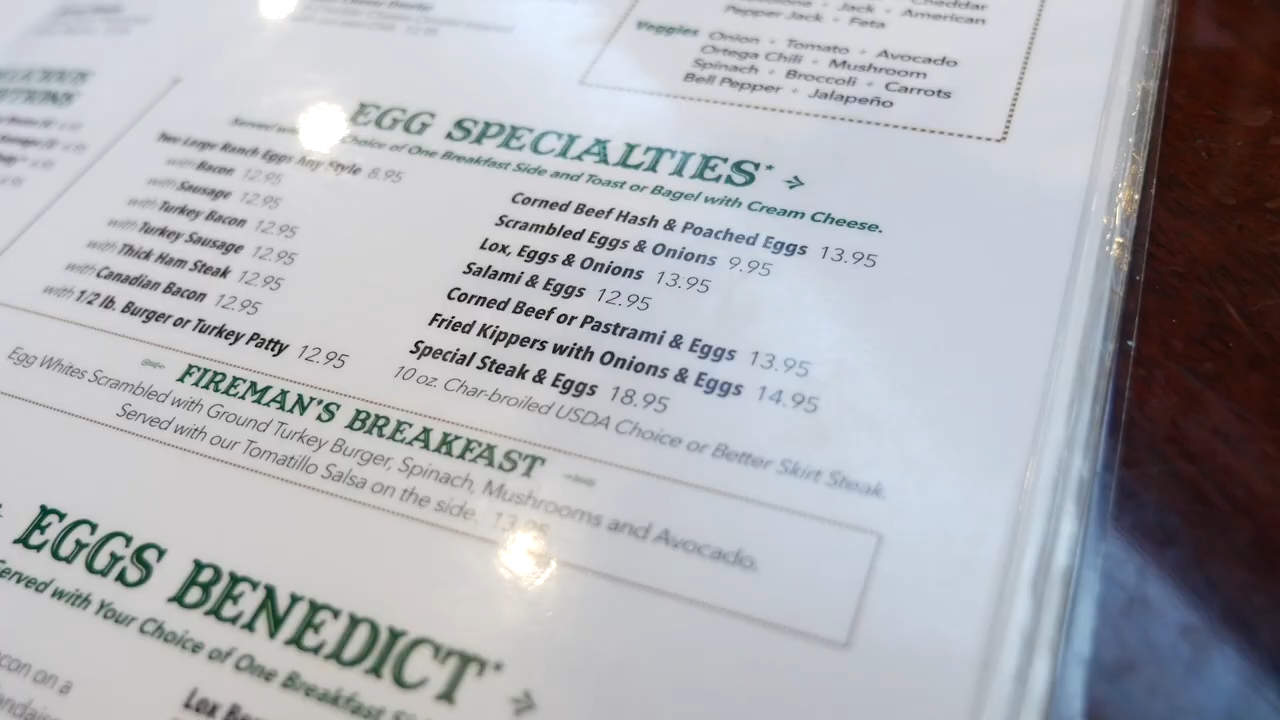 Cheddar
Jack ◦ American
Pepper Jack ◦ Feta
Veggies Onion ◦ Tomato ◦ Avocado
Ortega Chili ◦ Mushroom
Spinach ◦ Broccoli ◦ Carrots
Bell Pepper ◦ Jalapeño
EGG SPECIALTIES*
Choice of One Breakfast Side and Toast or Bagel with Cream Cheese.
Two Large Ranch Eggs Any Style 8.95
with Bacon 12.95
with Sausage 12.95
with Turkey Bacon 12.95
with Turkey Sausage 12.95
with Thick Ham Steak 12.95
with Canadian Bacon 12.95
with 1/2 lb. Burger or Turkey Patty 12.95
Corned Beef Hash & Poached Eggs 13.95
Scrambled Eggs & Onions 9.95
Lox, Eggs & Onions 13.95
Salami & Eggs 12.95
Corned Beef or Pastrami & Eggs 13.95
Fried Kippers with Onions & Eggs 14.95
Special Steak & Eggs 18.95
10 oz. Char-broiled USDA Choice or Better Skirt Steak
FIREMAN'S BREAKFAST
Egg Whites Scrambled with Ground Turkey Burger, Spinach, Mushrooms and Avocado.
Served with our Tomatillo Salsa on the side.
EGGS BENEDICT*
Served with Your Choice of One Breakfast
on a
Lox